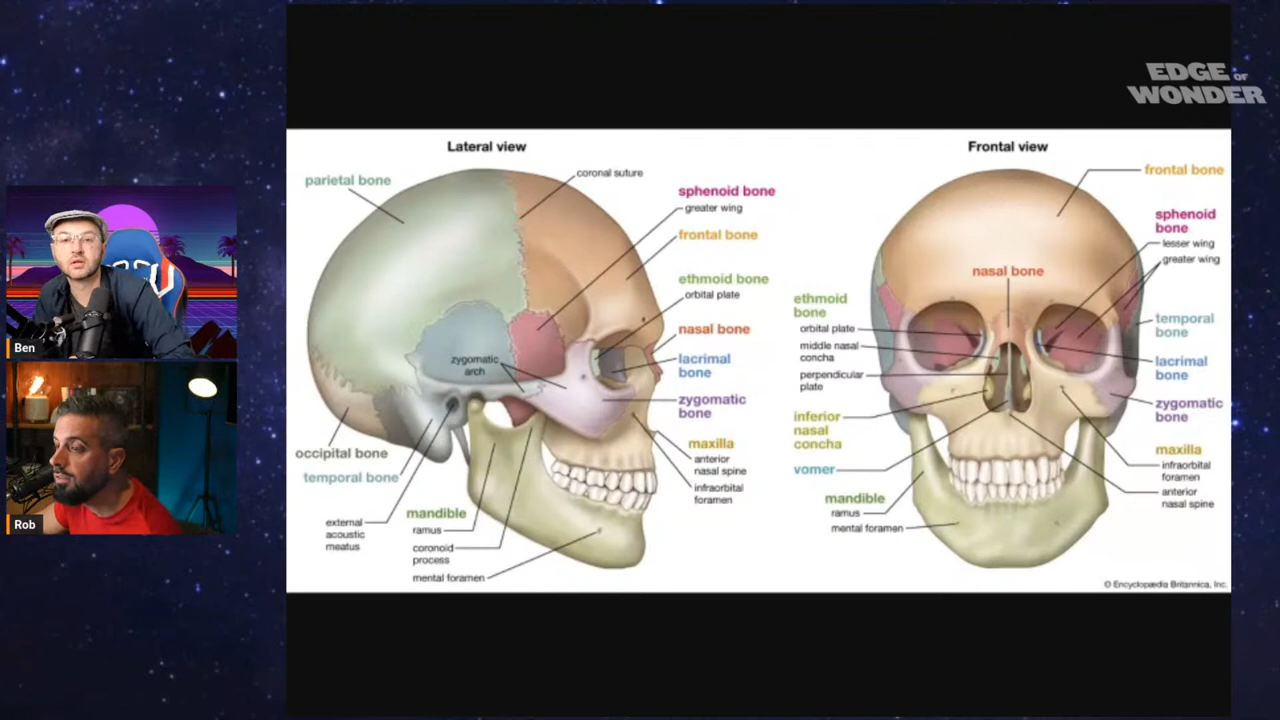 EDGE OF
WONDER
Ben
Rob
Lateral view
parietal bone
coronal suture
sphenoid bone
greater wing
frontal bone
ethmoid bone
orbital plate
nasal bone
lacrimal
bone
zygomatic
bone
zygomatic
arch
maxilla
anterior
nasal spine
infraorbital
foramen
occipital bone
temporal bone
external
acoustic
meatus
mandible
ramus
coronoid
process
mental foramen
Frontal view
frontal bone
sphenoid
bone
lesser wing
greater wing
nasal bone
ethmoid
bone
orbital plate
middle nasal
concha
perpendicular
plate
inferior
nasal
concha
vomer
mandible
ramus
mental foramen
temporal
bone
lacrimal
bone
zygomatic
bone
maxilla
infraorbital
foramen
anterior
nasal spine
© Encyclopædia Britannica, Inc.